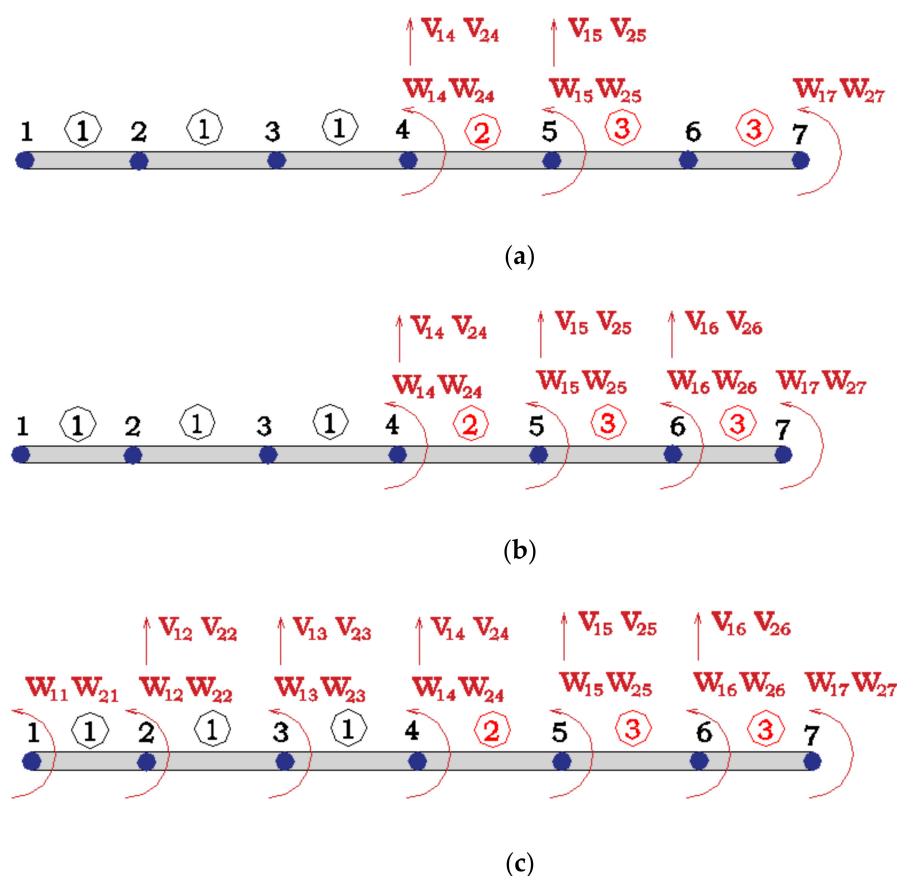 V14 V24 V15 V25
W14 W24 W15 W25 W17 W27
1 1 2 1 3 1 4 2 5 3 6 3 7
(a)
V14 V24 V15 V25 V16 V26
W14 W24 W15 W25 W16 W26 W17 W27
1 1 2 1 3 1 4 2 5 3 6 3 7
(b)
V12 V22 V13 V23 V14 V24 V15 V25 V16 V26
W11 W21 W12 W22 W13 W23 W14 W24 W15 W25 W16 W26 W17 W27
1 1 2 1 3 1 4 2 5 3 6 3 7
(c)